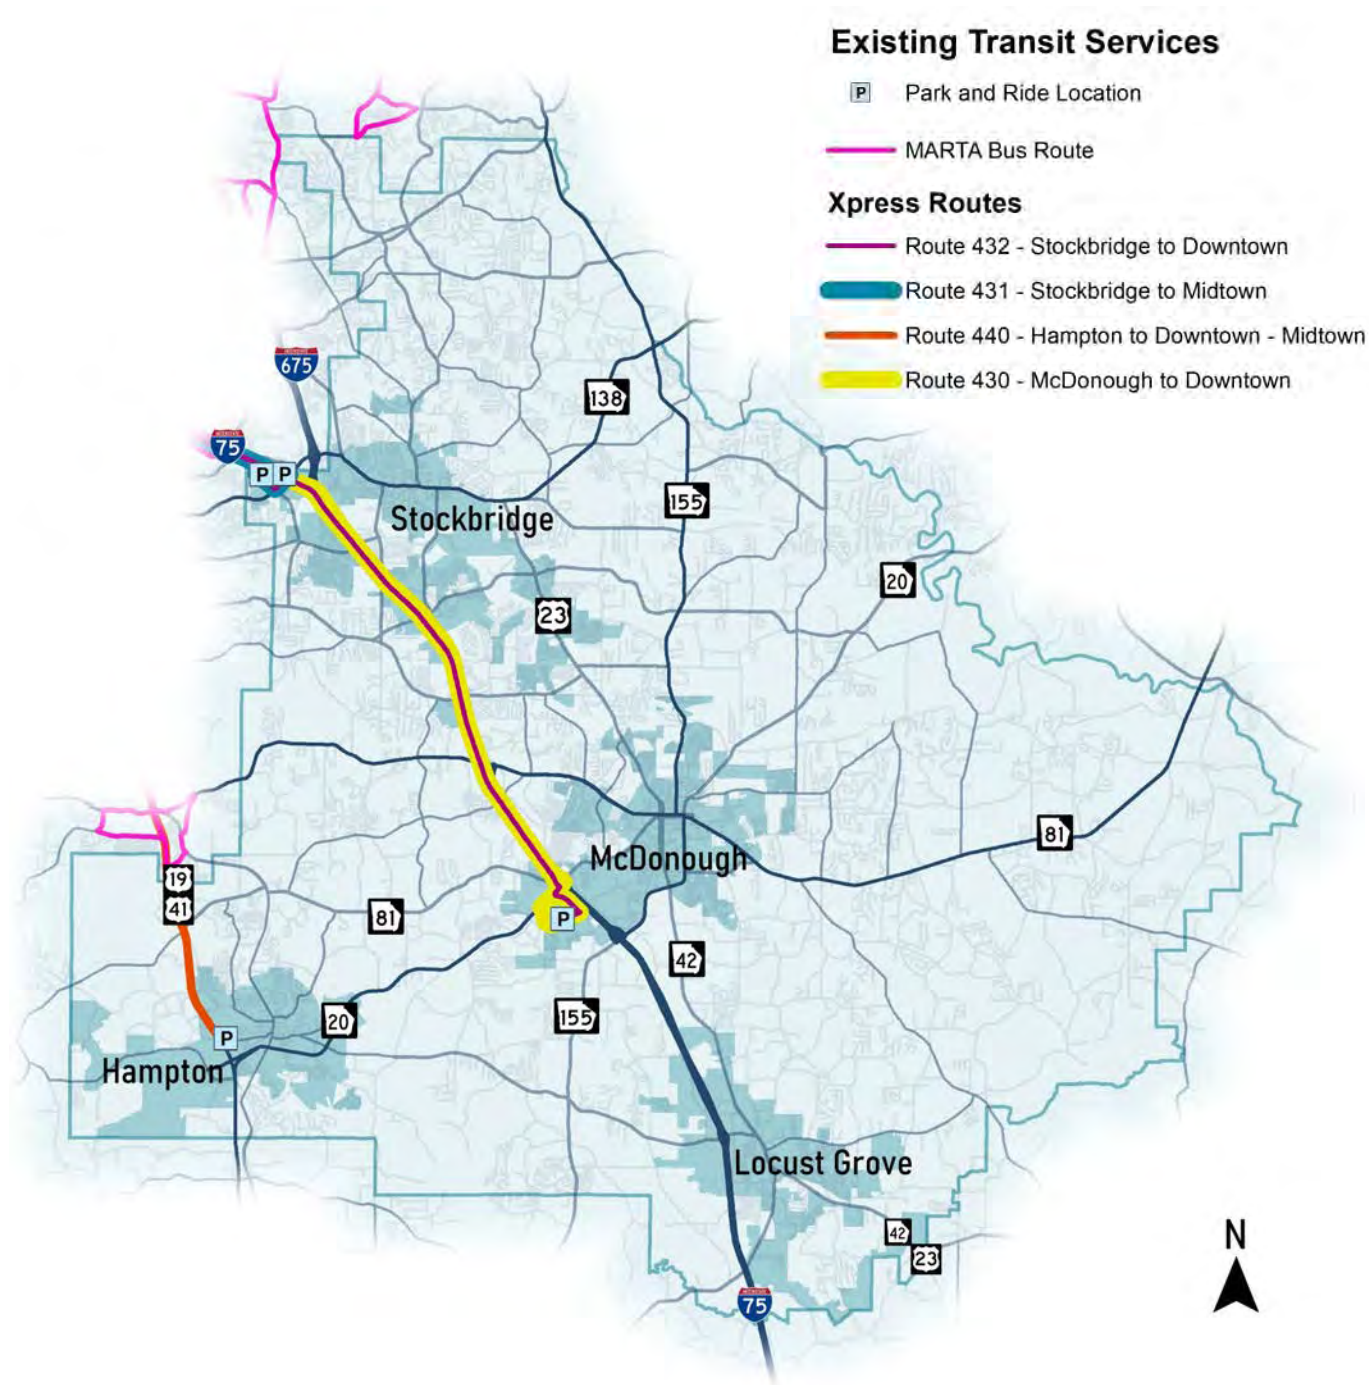 Existing Transit Services
P Park and Ride Location
MARTA Bus Route
Xpress Routes
Route 432 - Stockbridge to Downtown
Route 431 - Stockbridge to Midtown
Route 440 - Hampton to Downtown - Midtown
Route 430 - McDonough to Downtown
675
138
75
P P
155
Stockbridge
20
23
81
McDonough
19
41
81
P
42
155
20
P
Hampton
Locust Grove
42
23
N
75